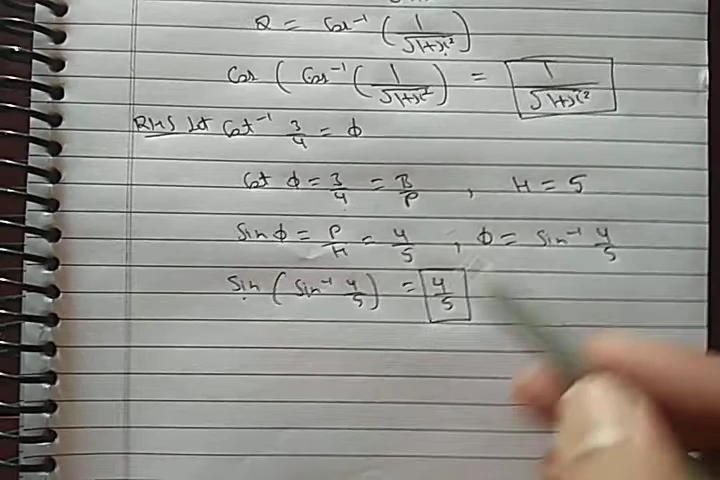 θ = Cos⁻¹ (1/√1+x²)
Cos (Cos⁻¹ (1/√1+x²)) = 1/√1+x²
RHS Let Cot⁻¹ 3/4 = ϕ
Cot ϕ = 3/4 = B/P , H = 5
Sin ϕ = P/H = 4/5 , ϕ = Sin⁻¹ 4/5
Sin (Sin⁻¹ 4/5) = 4/5